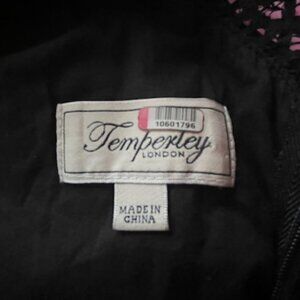 10601796
Temperley
LONDON
MADE IN
CHINA